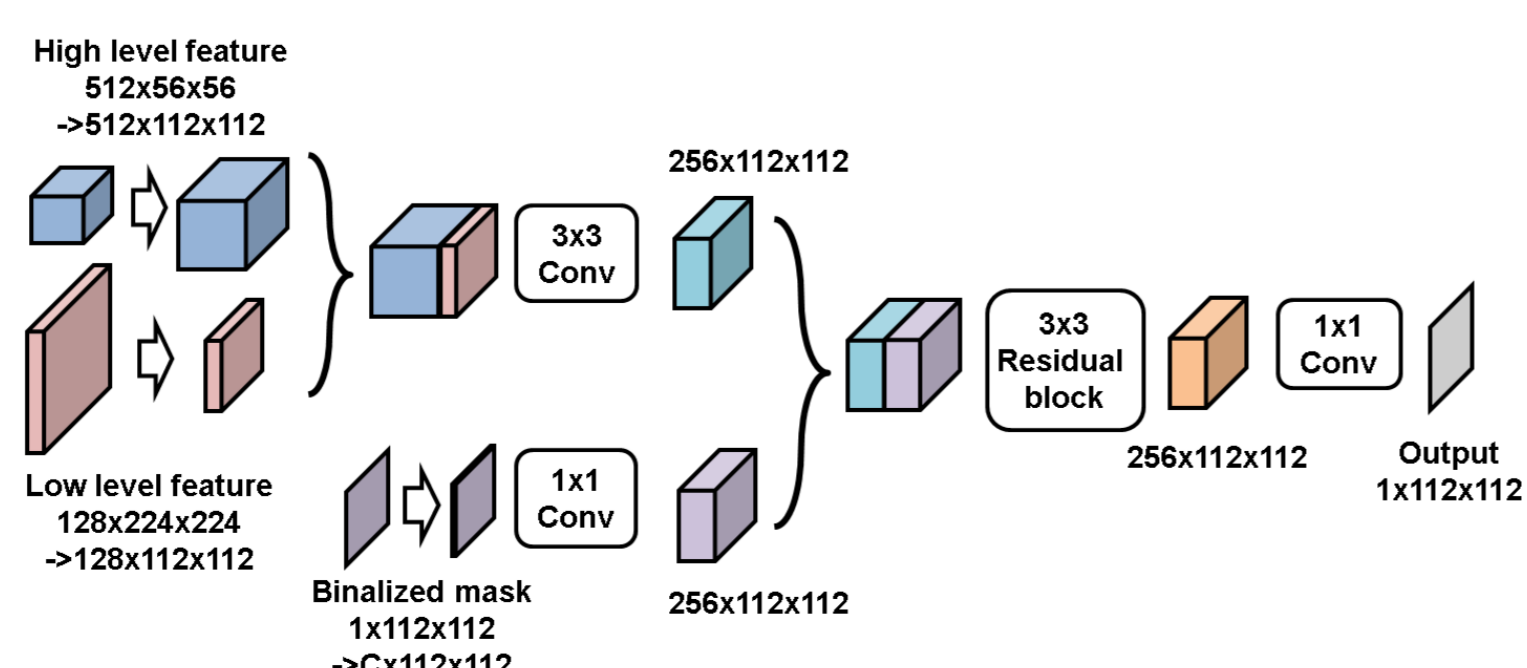 High level feature
512x56x56
->512x112x112
256x112x112
3x3
Conv
3x3
Residual
block
1x1
Conv
Low level feature
128x224x224
->128x112x112
1x1
Conv
256x112x112
Output
1x112x112
Binalized mask
1x112x112
->Cx112x112
256x112x112